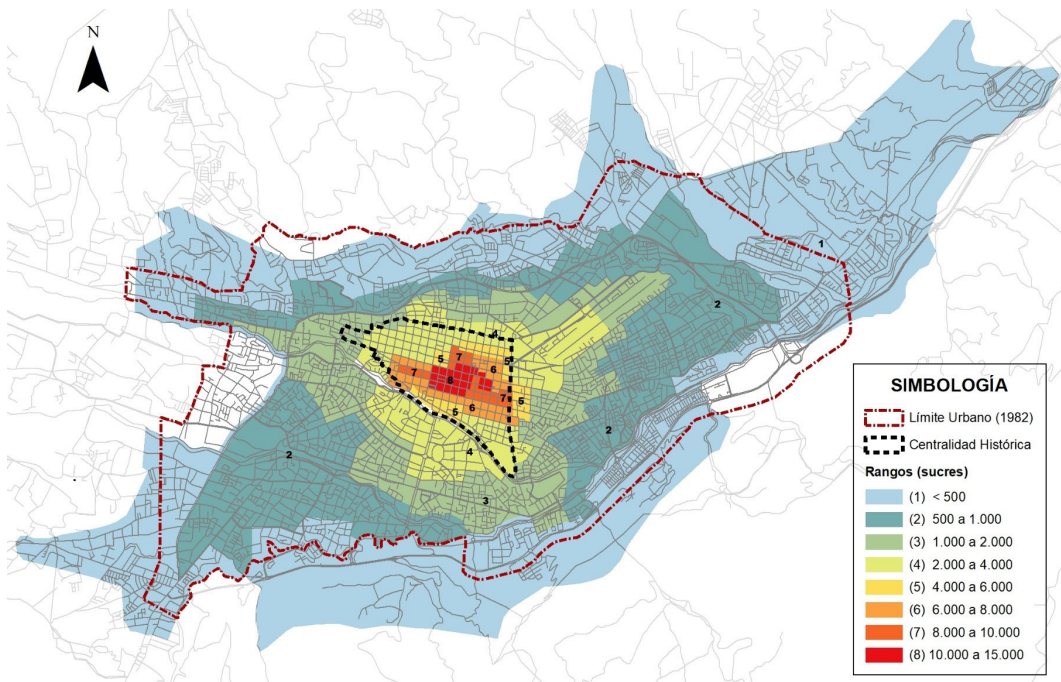 N
1
2
4
5
7
5
6
7
8
7
5
6
5
2
2
4
3
SIMBOLOGÍA
Límite Urbano (1982)
Centralidad Histórica
Rangos (sucres)
(1) < 500
(2) 500 a 1.000
(3) 1.000 a 2.000
(4) 2.000 a 4.000
(5) 4.000 a 6.000
(6) 6.000 a 8.000
(7) 8.000 a 10.000
(8) 10.000 a 15.000